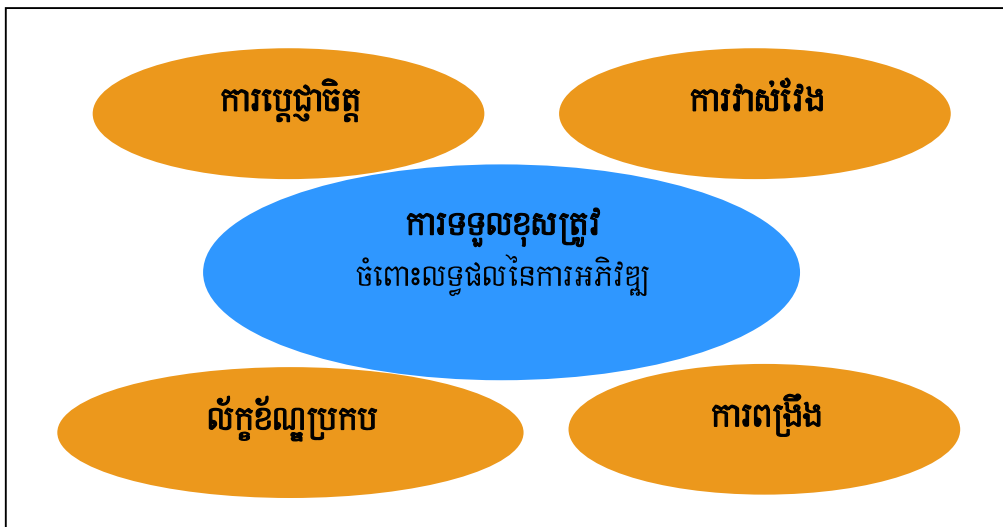 ការប្តេជ្ញាចិត្ត
ការវាស់វែង
ការទទួលខុសត្រូវ
ចំពោះលទ្ធផលនៃការអភិវឌ្ឍ
ល័ក្ខខ័ណ្ឌប្រកប
ការពង្រឹង